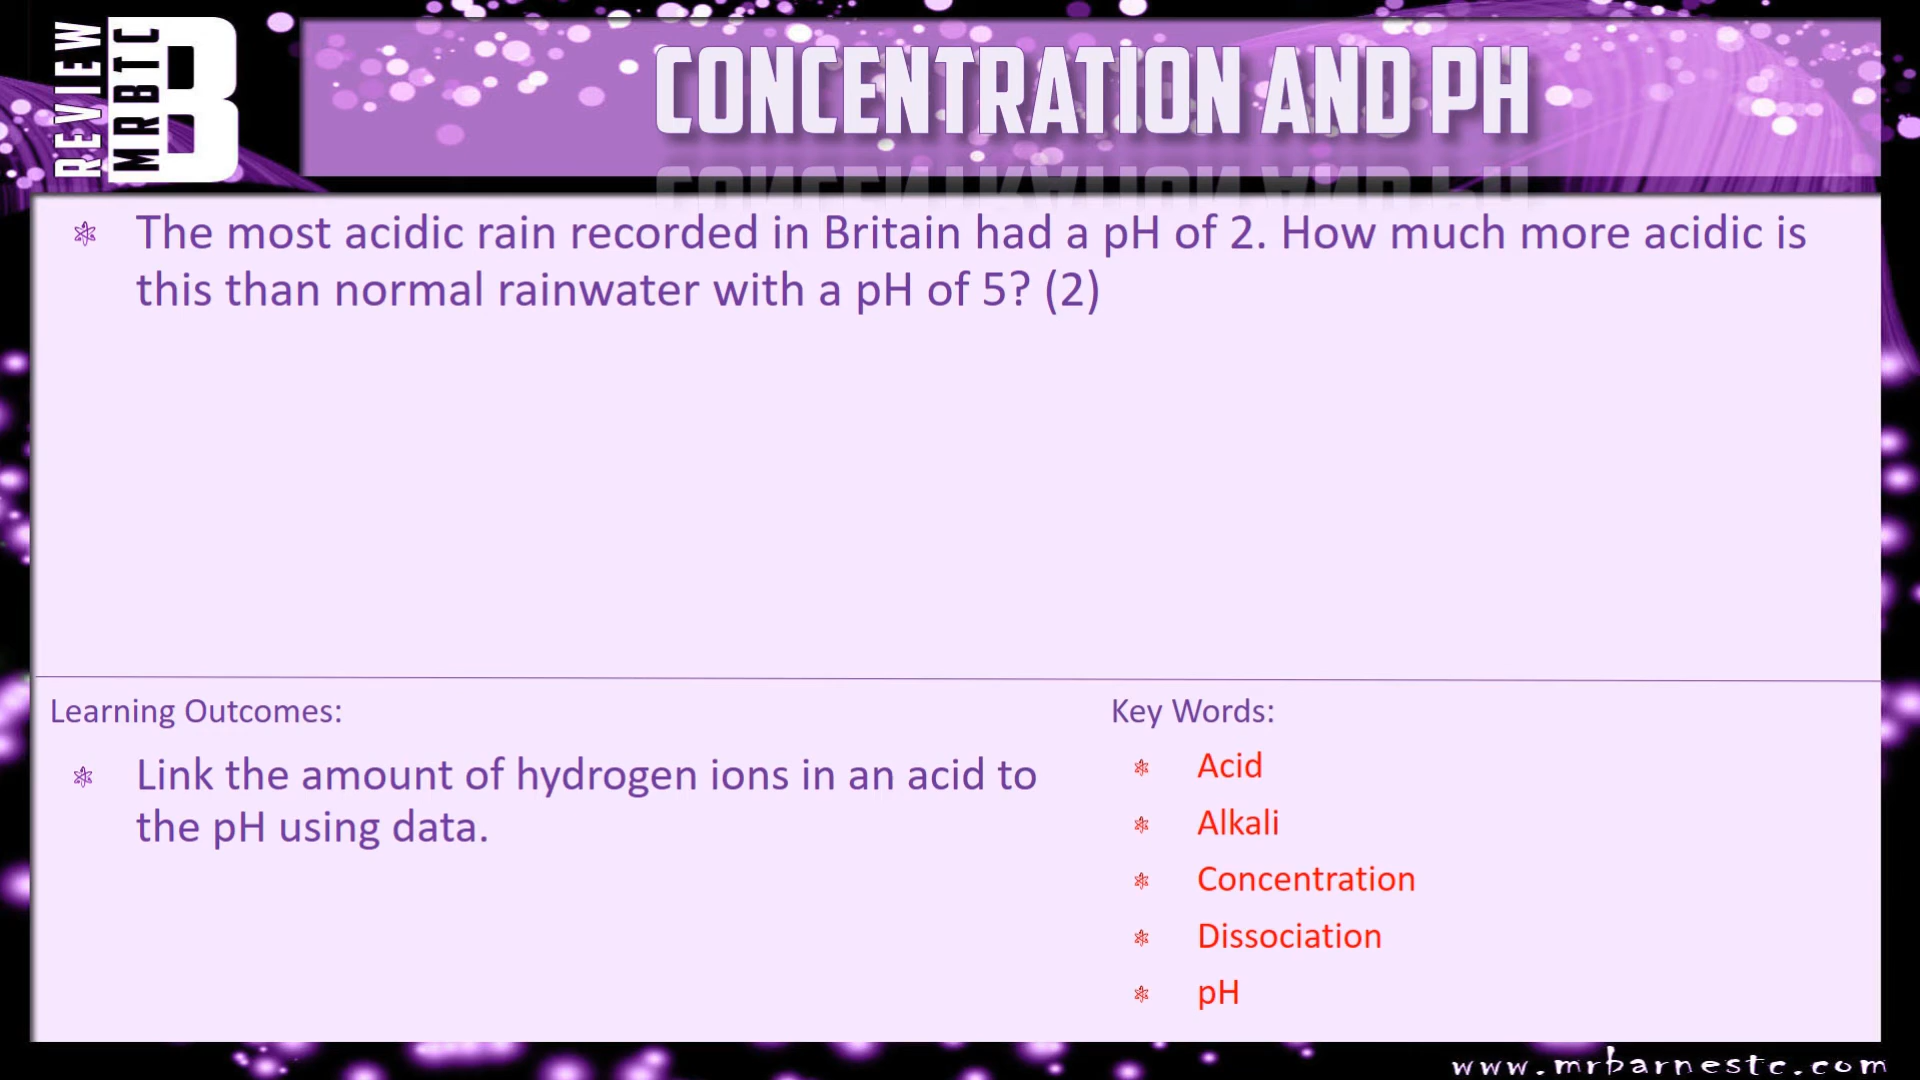 REVIEW
MRBTC
B
CONCENTRATION AND PH
The most acidic rain recorded in Britain had a pH of 2. How much more acidic is
this than normal rainwater with a pH of 5? (2)
Learning Outcomes:
Link the amount of hydrogen ions in an acid to
the pH using data.
Key Words:
Acid
Alkali
Concentration
Dissociation
pH
www.mrbarnestc.com